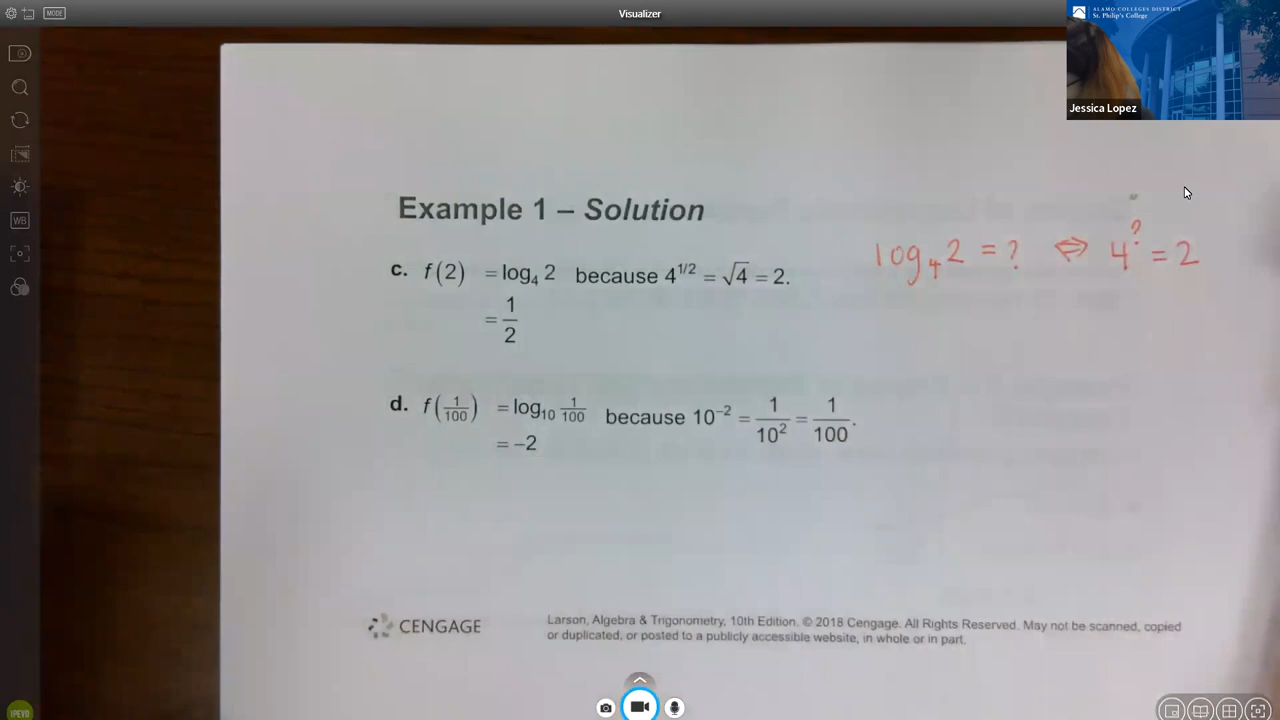 MODE
Visualizer
ALAMO COLLEGES DISTRICT
St. Philip's College
Jessica Lopez
WB
Example 1 – Solution
log₄2 = ? ⇔ 4^? = 2
c. f(2) = log₄ 2 because 4^1/2 = √4 = 2.
= 1/2
d. f(1/100) = log₁₀ 1/100 because 10⁻² = 1/10² = 1/100.
= –2
CENGAGE
Larson, Algebra & Trigonometry, 10th Edition. © 2018 Cengage. All Rights Reserved. May not be scanned, copied
or duplicated, or posted to a publicly accessible website, in whole or in part.
IPEVO